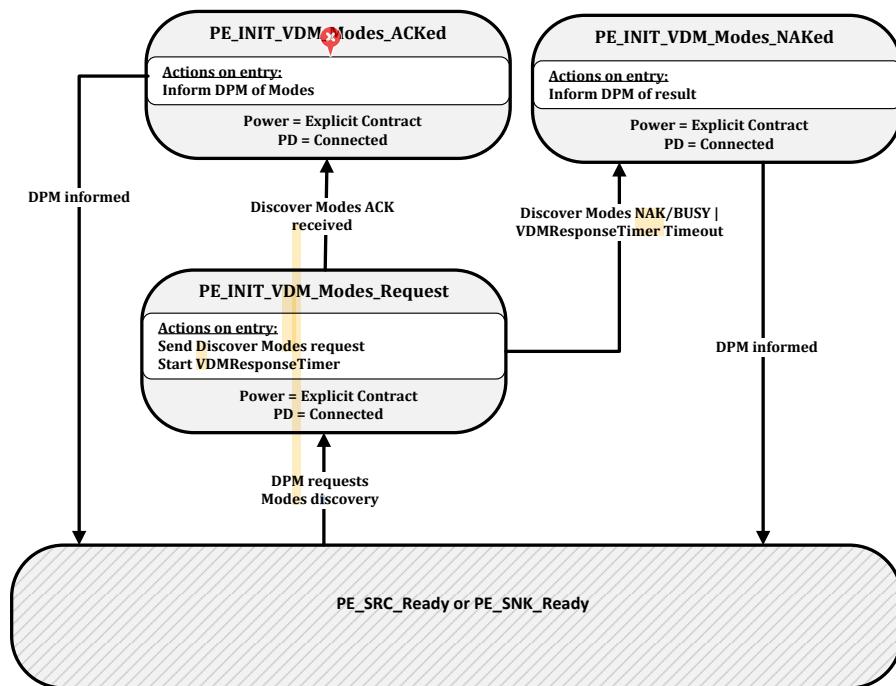 PE_INIT_VDM_Modes_ACKed
Actions on entry:
Inform DPM of Modes
Power = Explicit Contract
PD = Connected
PE_INIT_VDM_Modes_NAKed
Actions on entry:
Inform DPM of result
Power = Explicit Contract
PD = Connected
DPM informed
Discover Modes ACK
received
Discover Modes NAK/BUSY |
VDMResponseTimer Timeout
PE_INIT_VDM_Modes_Request
Actions on entry:
Send Discover Modes request
Start VDMResponseTimer
Power = Explicit Contract
PD = Connected
DPM informed
DPM requests
Modes discovery
PE_SRC_Ready or PE_SNK_Ready